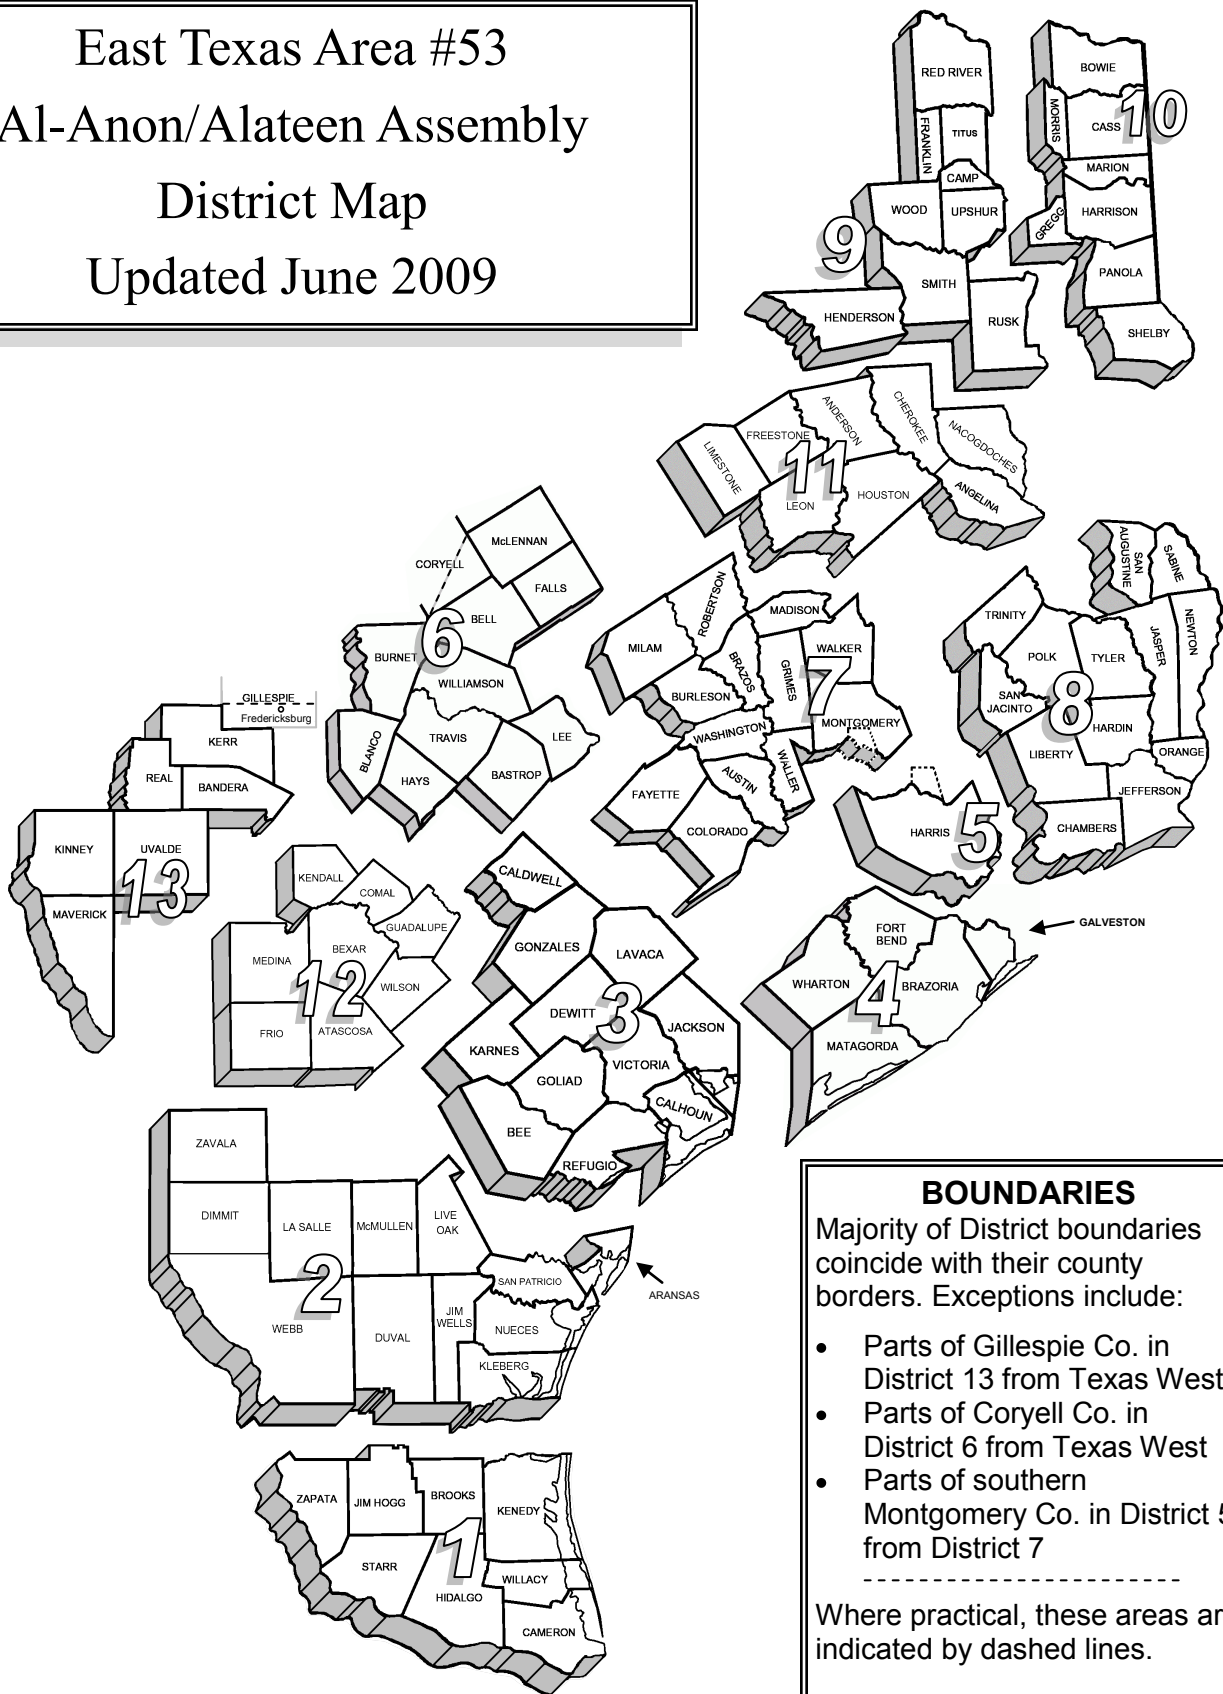 East Texas Area #53
Al-Anon/Alateen Assembly
District Map
Updated June 2009
RED RIVER
FRANKLIN
TITUS
CAMP
WOOD
UPSHUR
9
SMITH
HENDERSON
RUSK
BOWIE
MORRIS
CASS
10
MARION
GREGG
HARRISON
PANOLA
SHELBY
LIMESTONE
FREESTONE
ANDERSON
CHEROKEE
NACOGDOCHES
11
LEON
HOUSTON
ANGELINA
McLENNAN
CORYELL
FALLS
BELL
6
BURNET
WILLIAMSON
BLANCO
TRAVIS
LEE
HAYS
BASTROP
ROBERTSON
MADISON
MILAM
BRAZOS
GRIMES
WALKER
7
BURLESON
WASHINGTON
MONTGOMERY
WALLER
AUSTIN
FAYETTE
COLORADO
SAN
AUGUSTINE
SABINE
TRINITY
NEWTON
POLK
TYLER
JASPER
SAN
JACINTO
8
HARDIN
LIBERTY
ORANGE
JEFFERSON
CHAMBERS
HARRIS
5
GILLESPIE
Fredericksburg
KERR
REAL
BANDERA
KINNEY
UVALDE
13
MAVERICK
KENDALL
COMAL
GUADALUPE
MEDINA
BEXAR
12
WILSON
FRIO
ATASCOSA
CALDWELL
GONZALES
LAVACA
DEWITT
3
JACKSON
KARNES
VICTORIA
GOLIAD
CALHOUN
BEE
REFUGIO
GALVESTON
FORT
BEND
WHARTON
4
BRAZORIA
MATAGORDA
ZAVALA
DIMMIT
LA SALLE
McMULLEN
LIVE
OAK
2
SAN PATRICIO
ARANSAS
WEBB
DUVAL
JIM
WELLS
NUECES
KLEBERG
ZAPATA
JIM HOGG
BROOKS
KENEDY
1
STARR
WILLACY
HIDALGO
CAMERON
BOUNDARIES
Majority of District boundaries
coincide with their county
borders. Exceptions include:
• Parts of Gillespie Co. in
District 13 from Texas West
• Parts of Coryell Co. in
District 6 from Texas West
• Parts of southern
Montgomery Co. in District 5
from District 7
- - - - - - - - - - - - - - - - - - - - - - -
Where practical, these areas ar
indicated by dashed lines.